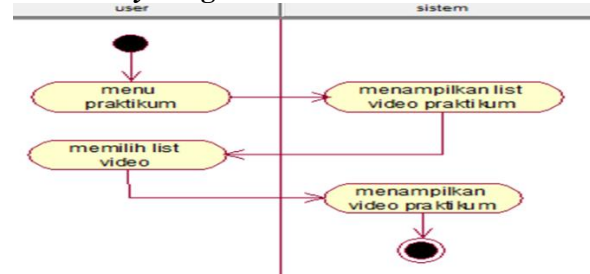 user
sistem
menu
praktikum
menampilkan list
video praktikum
memilih list
video
menampilkan
video praktikum